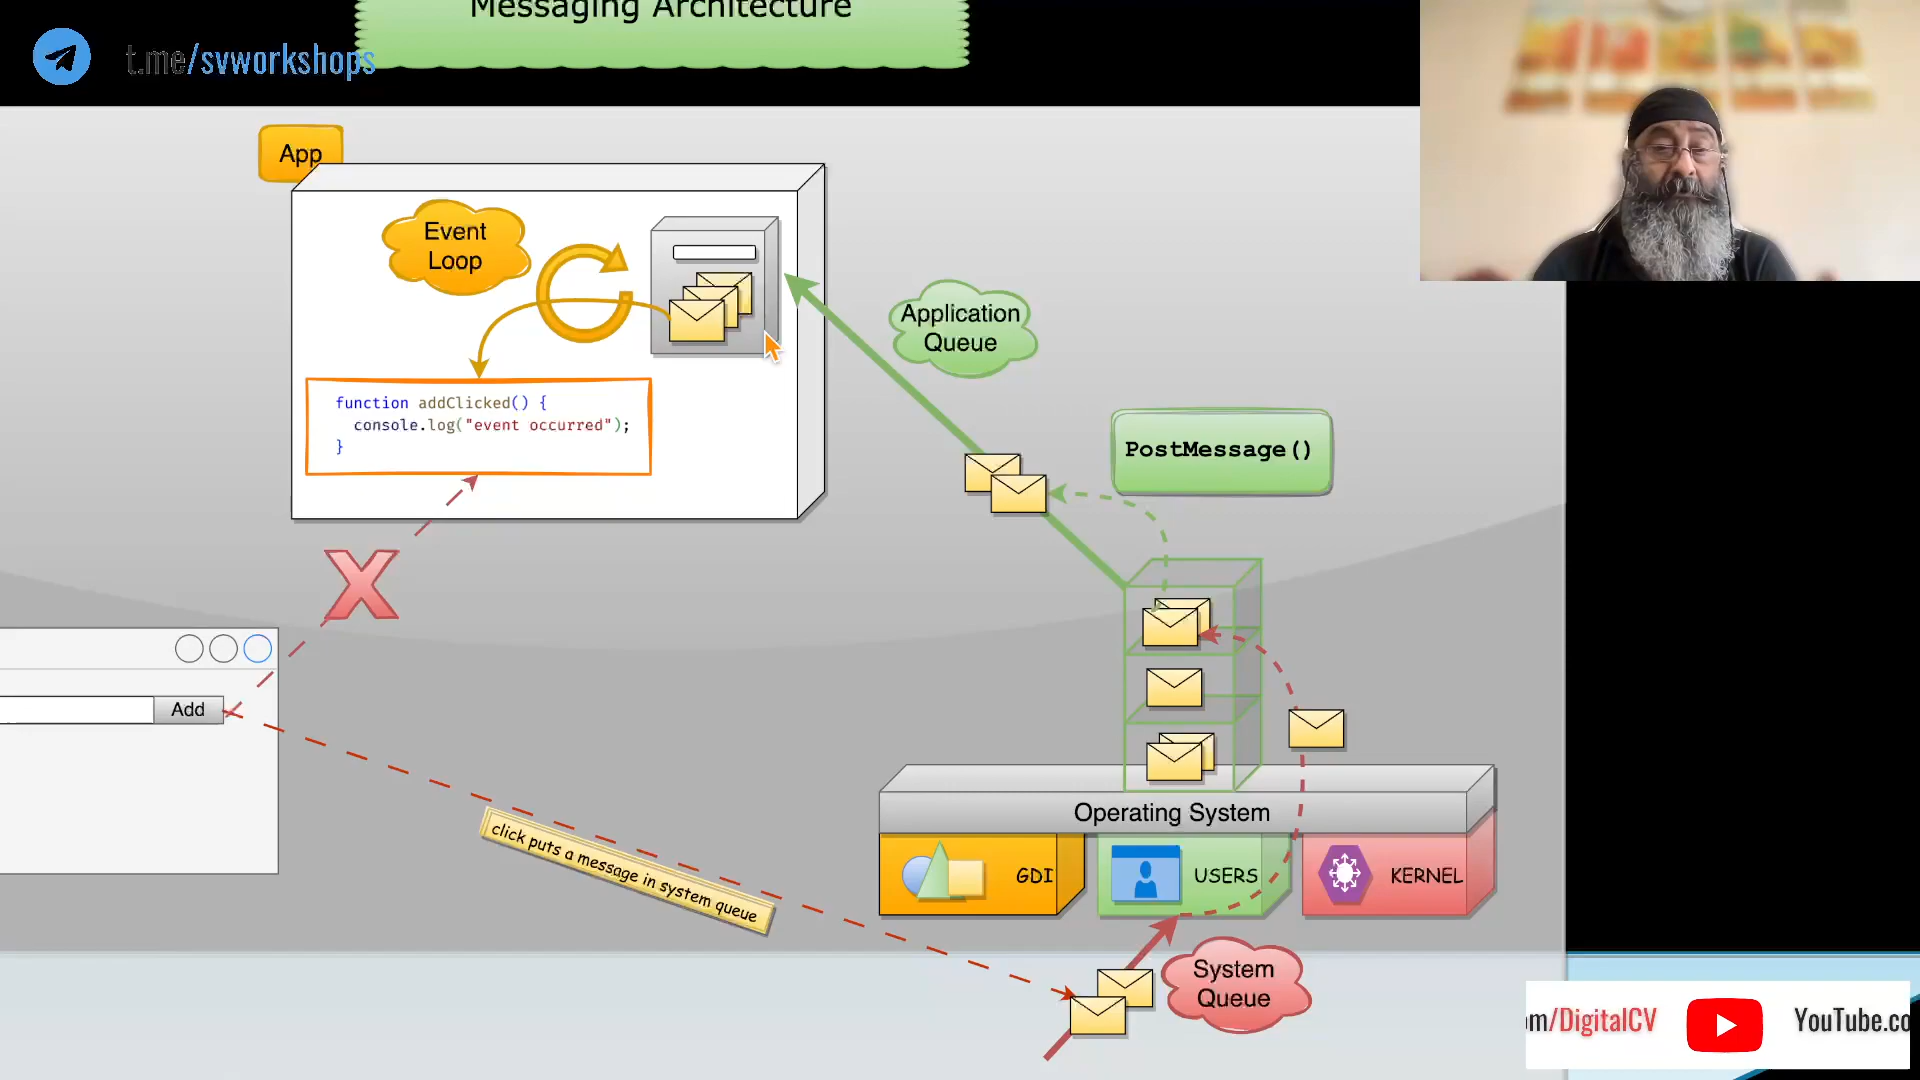 Messaging Architecture
t.me/svworkshops
App
Event
Loop
Application
Queue
function addClicked() {
console.log("event occurred");
}
PostMessage()
Add
click puts a message in system queue
Operating System
GDI
USERS
KERNEL
System
Queue
om/DigitalCV
YouTube.co